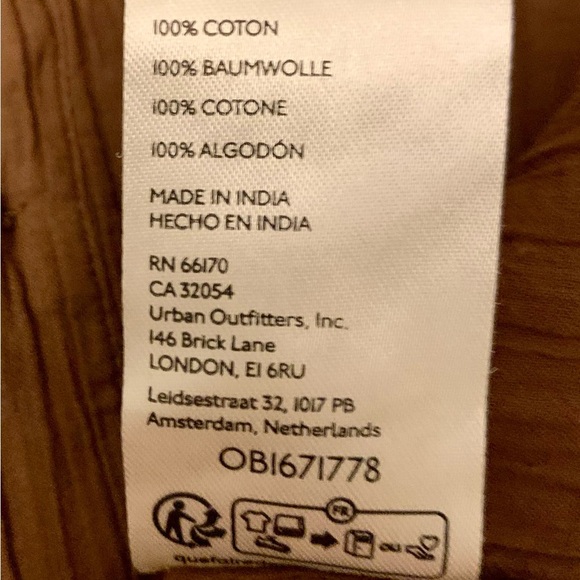 100% COTON
100% BAUMWOLLE
100% COTONE
100% ALGODÓN
MADE IN INDIA
HECHO EN INDIA
RN 66170
CA 32054
Urban Outfitters, Inc.
146 Brick Lane
LONDON, E1 6RU
Leidsestraat 32, 1017 PB
Amsterdam, Netherlands
OB1671778
FR
ou